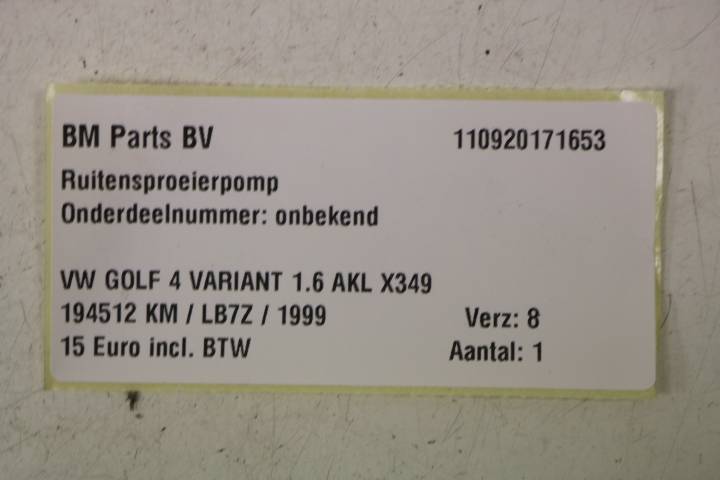 BM Parts BV 110920171653
Ruitensproeierpomp
Onderdeelnummer: onbekend
VW GOLF 4 VARIANT 1.6 AKL X349
194512 KM / LB7Z / 1999 Verz: 8
15 Euro incl. BTW Aantal: 1